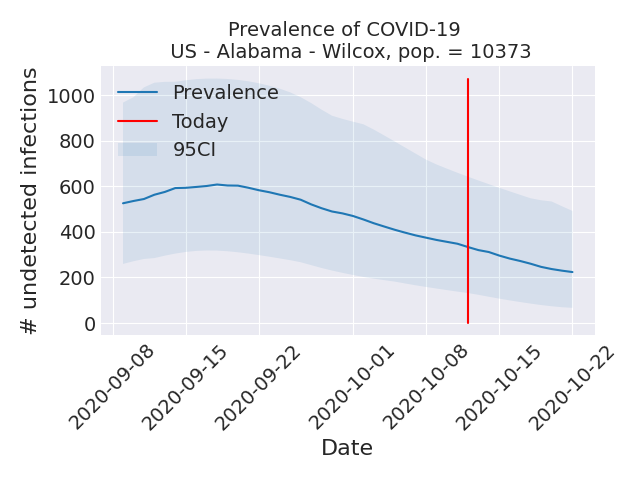 Prevalence of COVID-19
US - Alabama - Wilcox, pop. = 10373
# undetected infections
1000
800
600
400
200
0
Prevalence
Today
95CI
2020-09-08
2020-09-15
2020-09-22
2020-10-01
2020-10-08
2020-10-15
2020-10-22
Date